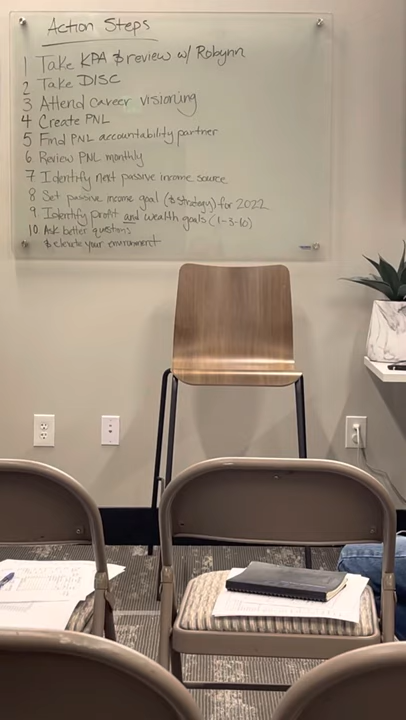 Action Steps
1 Take KPA & review w/ Robynn
2 Take DISC
3 Attend career visioning
4 Create PNL
5 Find PNL accountability partner
6 Review PNL monthly
7 Identify next passive income source
8 Set passive income goal (& strategy) for 2022
9 Identify profit and wealth goals (1-3-10)
10. Ask better questions
& elevate your environment